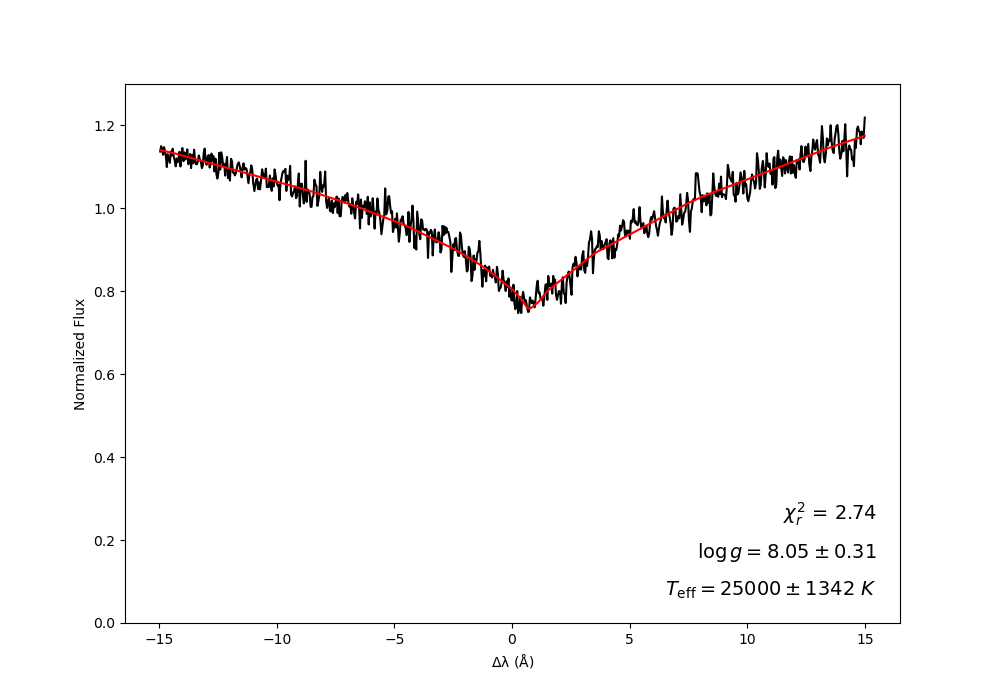 1.2
1.0
0.8
0.6
0.4
0.2
0.0
Normalized Flux
χ²ᵣ = 2.74
log g = 8.05 ± 0.31
T_eff = 25000 ± 1342 K
−15 −10 −5 0 5 10 15
Δλ (Å)